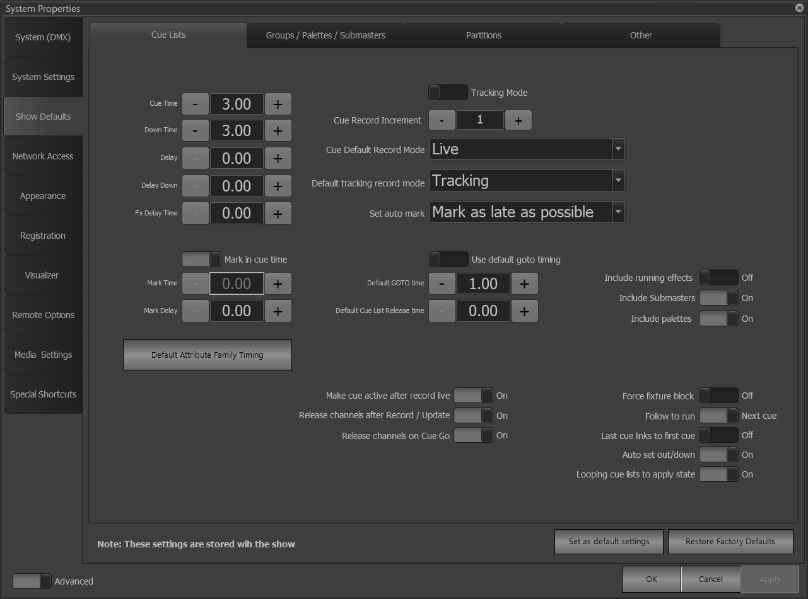 System Properties
System (DMX)
System Settings
Show Defaults
Network Access
Appearance
Registration
Visualizer
Remote Options
Media Settings
Special Shortcuts
Advanced
Cue Lists
Groups / Palettes / Submasters
Partitions
Other
Cue Time - 3.00 +
Down Time - 3.00 +
Delay - 0.00 +
Delay Down - 0.00 +
Fx Delay Time - 0.00 +
Tracking Mode
Cue Record Increment - 1 +
Cue Default Record Mode Live
Default tracking record mode Tracking
Set auto mark Mark as late as possible
Mark in cue time
Mark Time - 0.00 +
Mark Delay - 0.00 +
Use default goto timing
Default GOTO time - 1.00 +
Default Cue List Release time - 0.00 +
Include running effects Off
Include Submasters On
Include palettes On
Default Attribute Family Timing
Make cue active after record live On
Release channels after Record / Update On
Release channels on Cue Go On
Force fixture block Off
Follow to run Next cue
Last cue links to first cue Off
Auto set out/down On
Looping cue lists to apply state On
Note: These settings are stored wih the show
Set as default settings
Restore Factory Defaults
OK
Cancel
Apply